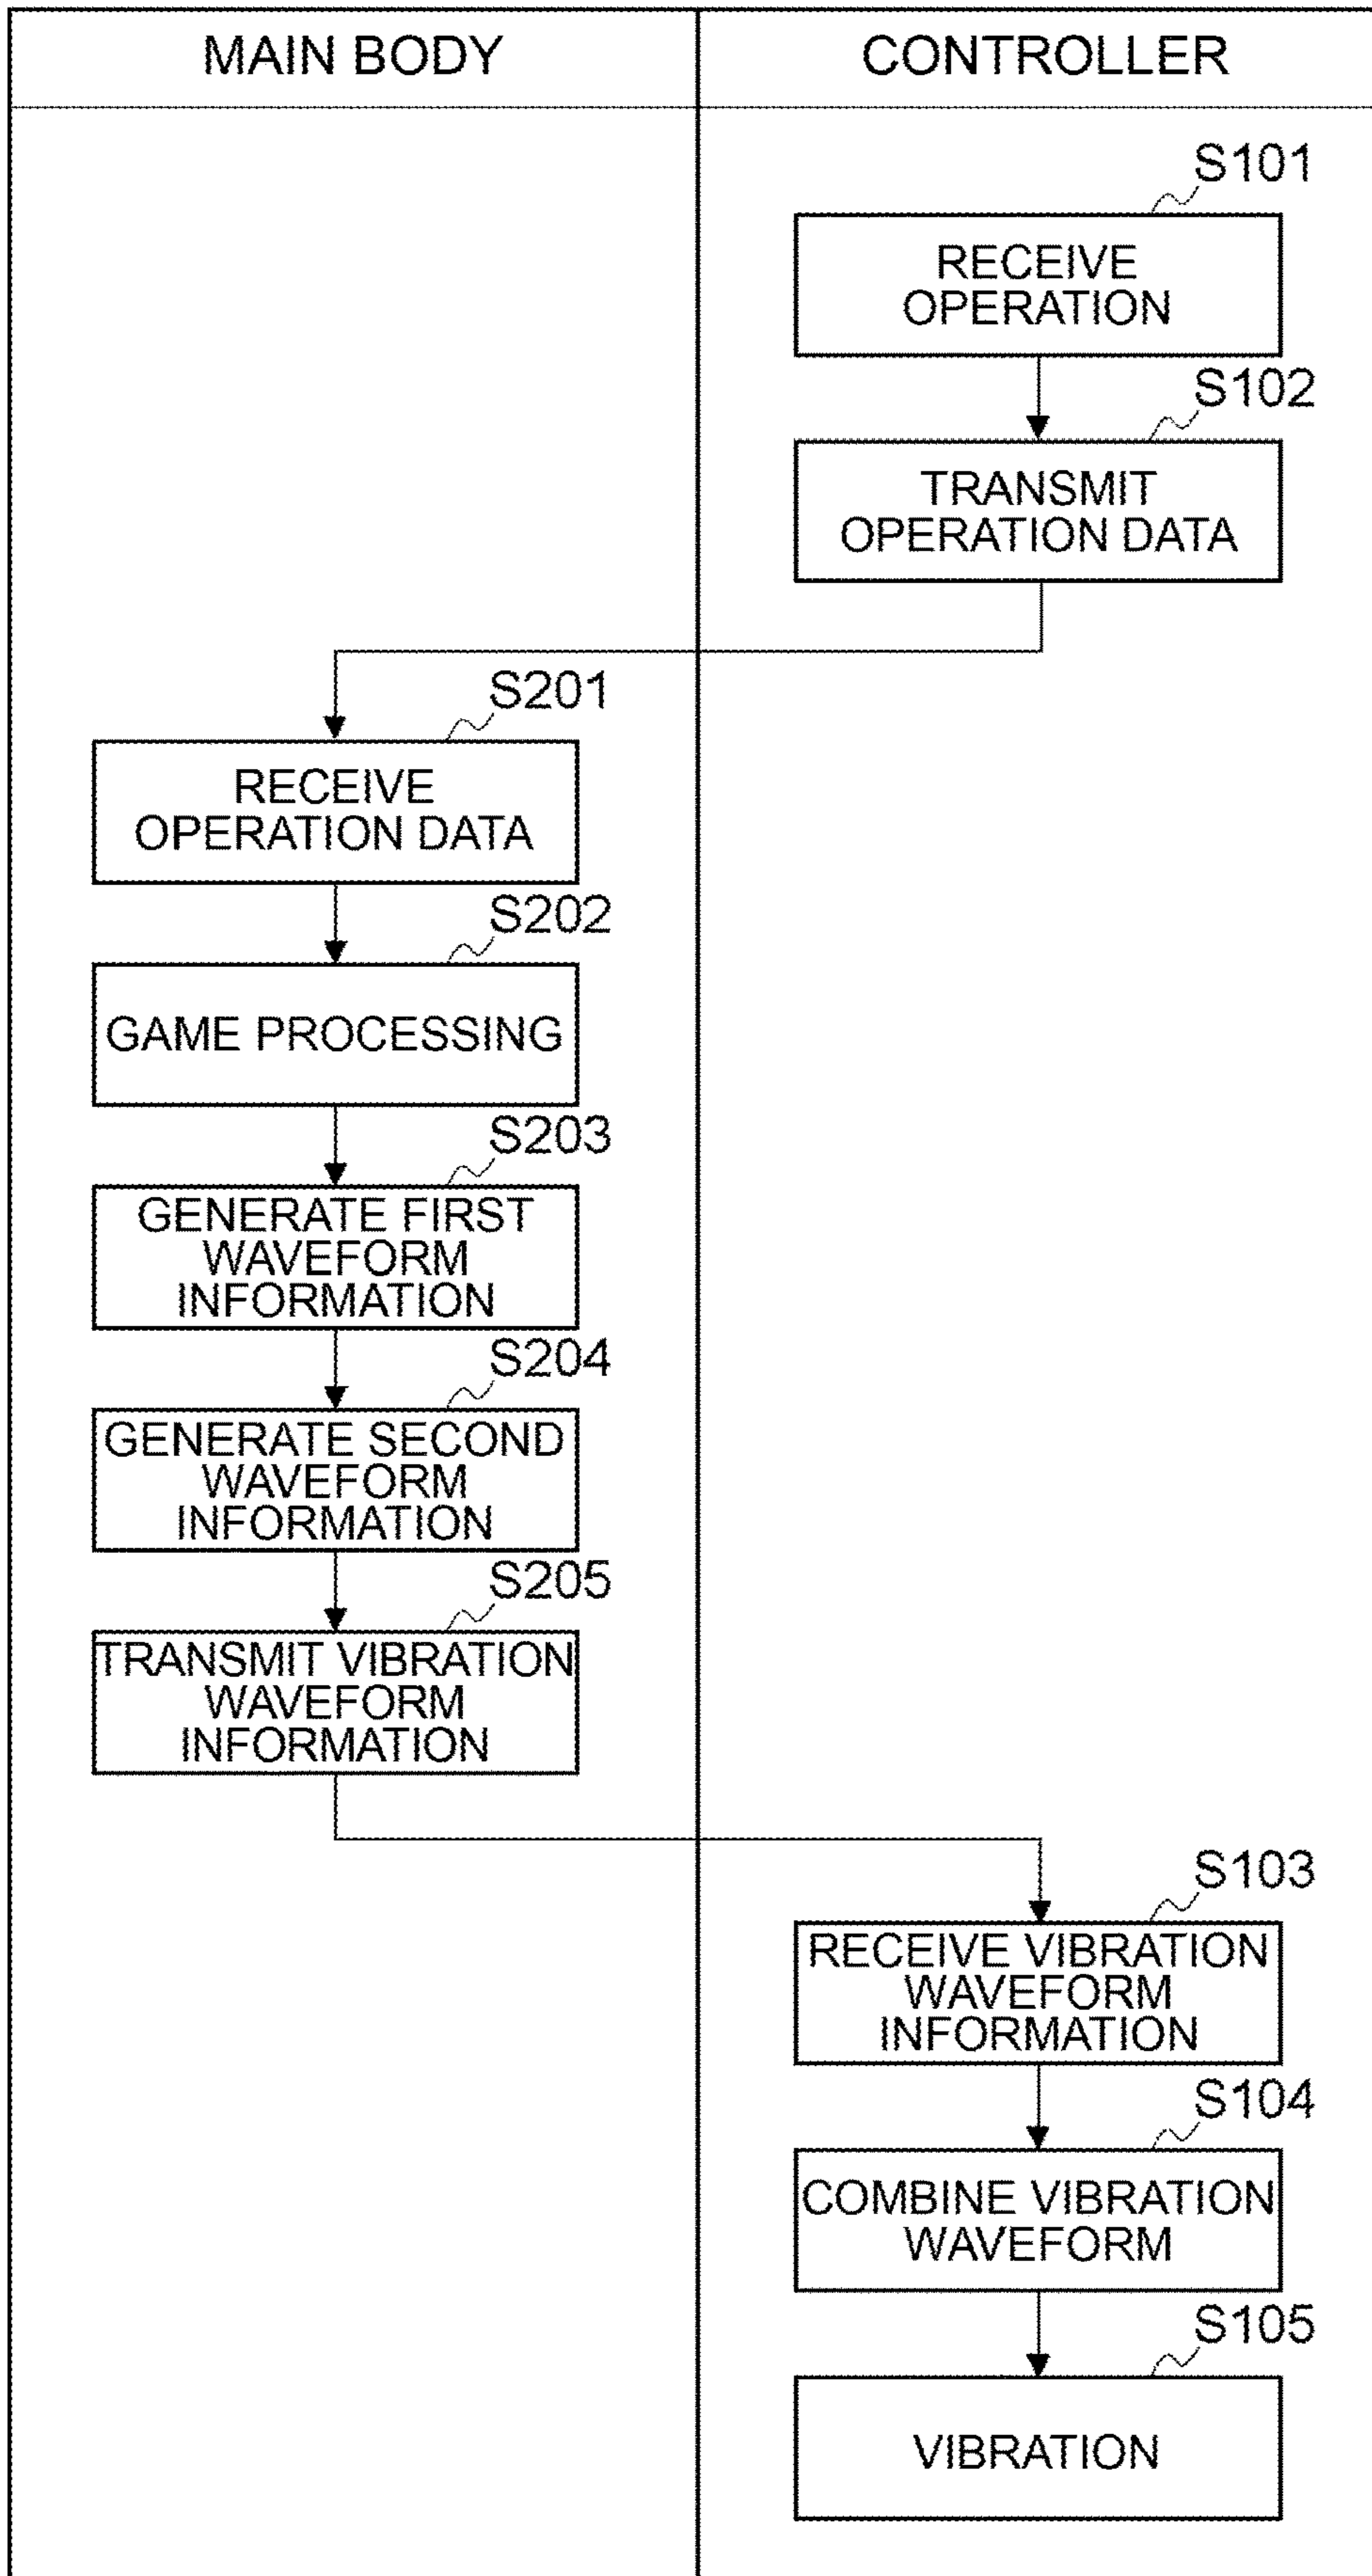 MAIN BODY
CONTROLLER
S101
RECEIVE
OPERATION
S102
TRANSMIT
OPERATION DATA
S201
RECEIVE
OPERATION DATA
S202
GAME PROCESSING
S203
GENERATE FIRST
WAVEFORM
INFORMATION
S204
GENERATE SECOND
WAVEFORM
INFORMATION
S205
TRANSMIT VIBRATION
WAVEFORM
INFORMATION
S103
RECEIVE VIBRATION
WAVEFORM
INFORMATION
S104
COMBINE VIBRATION
WAVEFORM
S105
VIBRATION